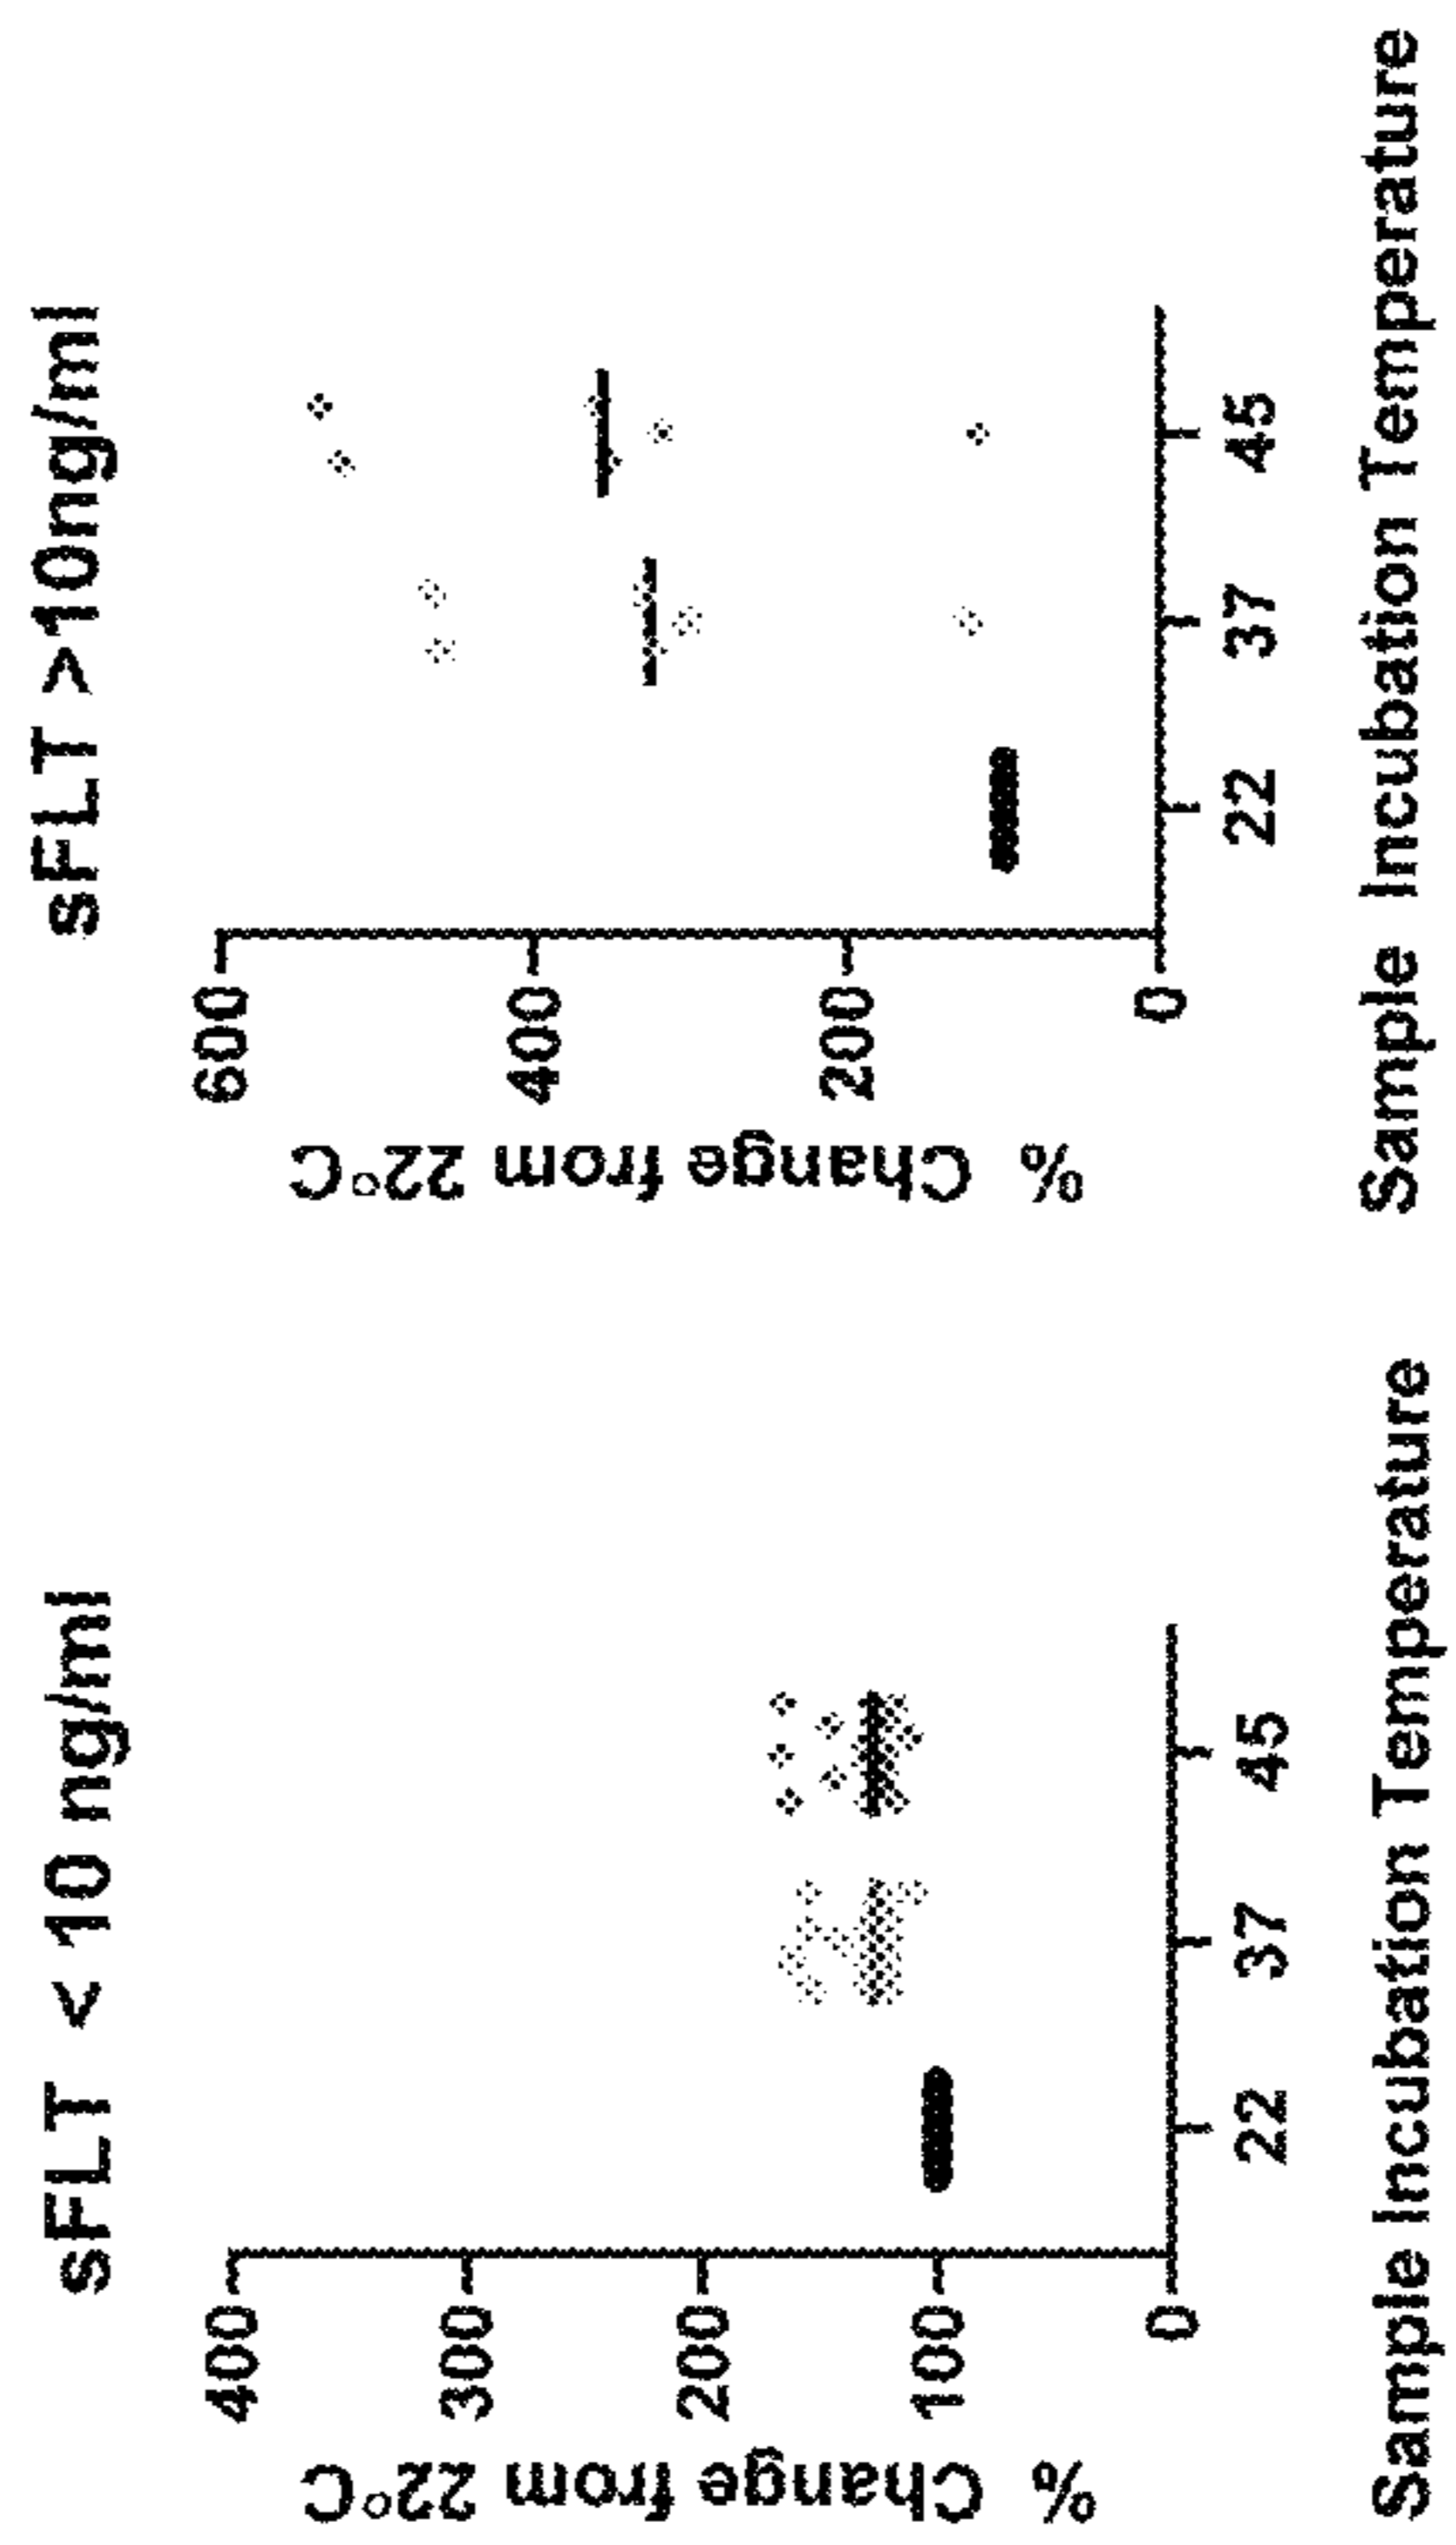 sFLT < 10 ng/ml
% Change from 22°C
400
300
200
100
0
22 37 45
Sample Incubation Temperature
sFLT >10ng/ml
% Change from 22°C
600
400
200
0
22 37 45
Sample Incubation Temperature